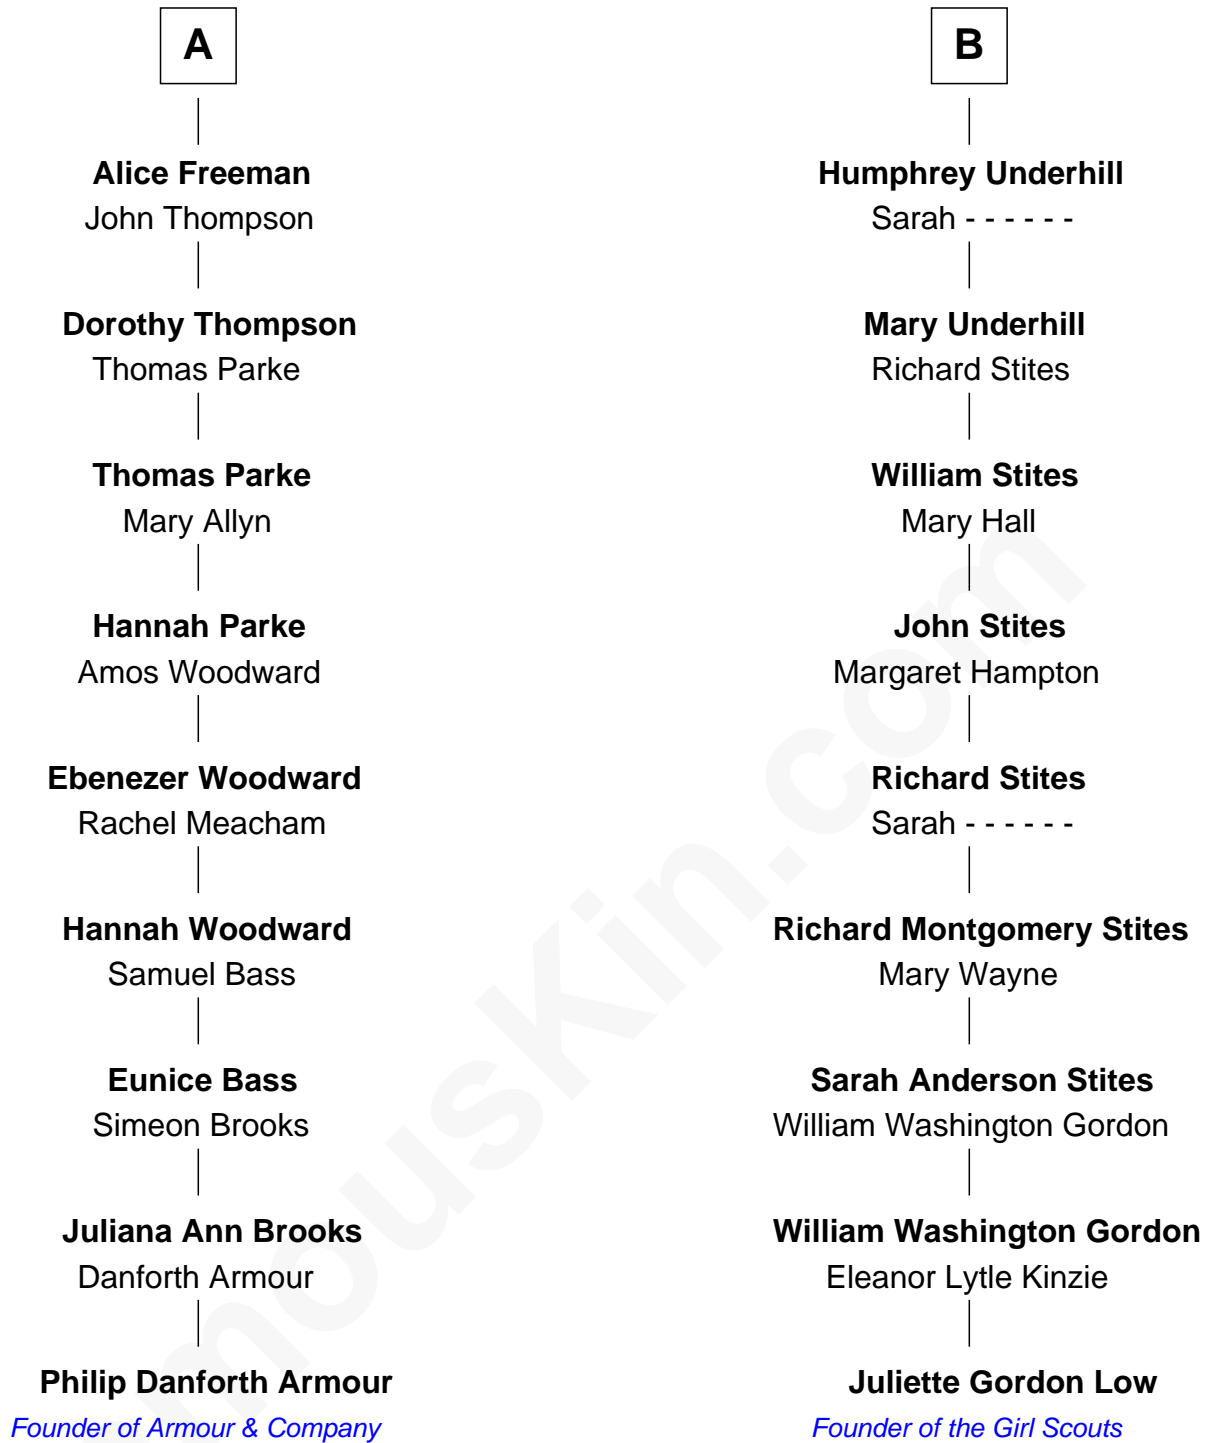 A
B
Alice Freeman
John Thompson
Humphrey Underhill
Sarah - - - - - -
Dorothy Thompson
Thomas Parke
Mary Underhill
Richard Stites
Thomas Parke
Mary Allyn
William Stites
Mary Hall
Hannah Parke
Amos Woodward
John Stites
Margaret Hampton
Ebenezer Woodward
Rachel Meacham
Richard Stites
Sarah - - - - - -
Hannah Woodward
Samuel Bass
Richard Montgomery Stites
Mary Wayne
Eunice Bass
Simeon Brooks
Sarah Anderson Stites
William Washington Gordon
Juliana Ann Brooks
Danforth Armour
William Washington Gordon
Eleanor Lytle Kinzie
Philip Danforth Armour
Founder of Armour & Company
Juliette Gordon Low
Founder of the Girl Scouts
mousKin.com